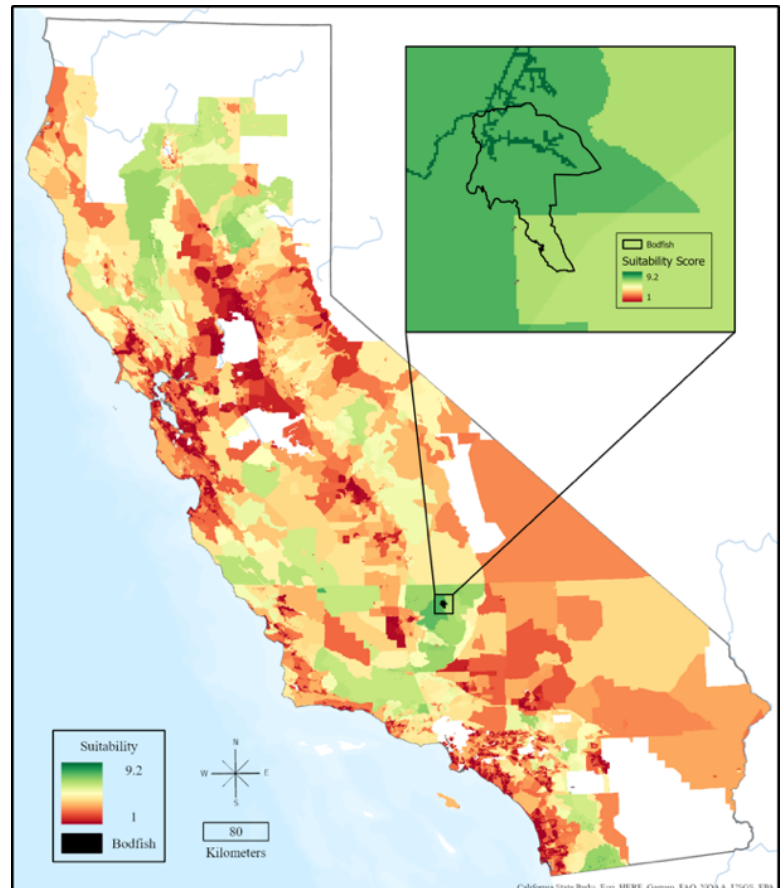 Bodfish
Suitability Score
9.2
1
Suitability
9.2
1
Bodfish
N
W E
S
80
Kilometers
California State Parks, Esri, HERE, Garmin, FAO, NOAA, USGS, EPA